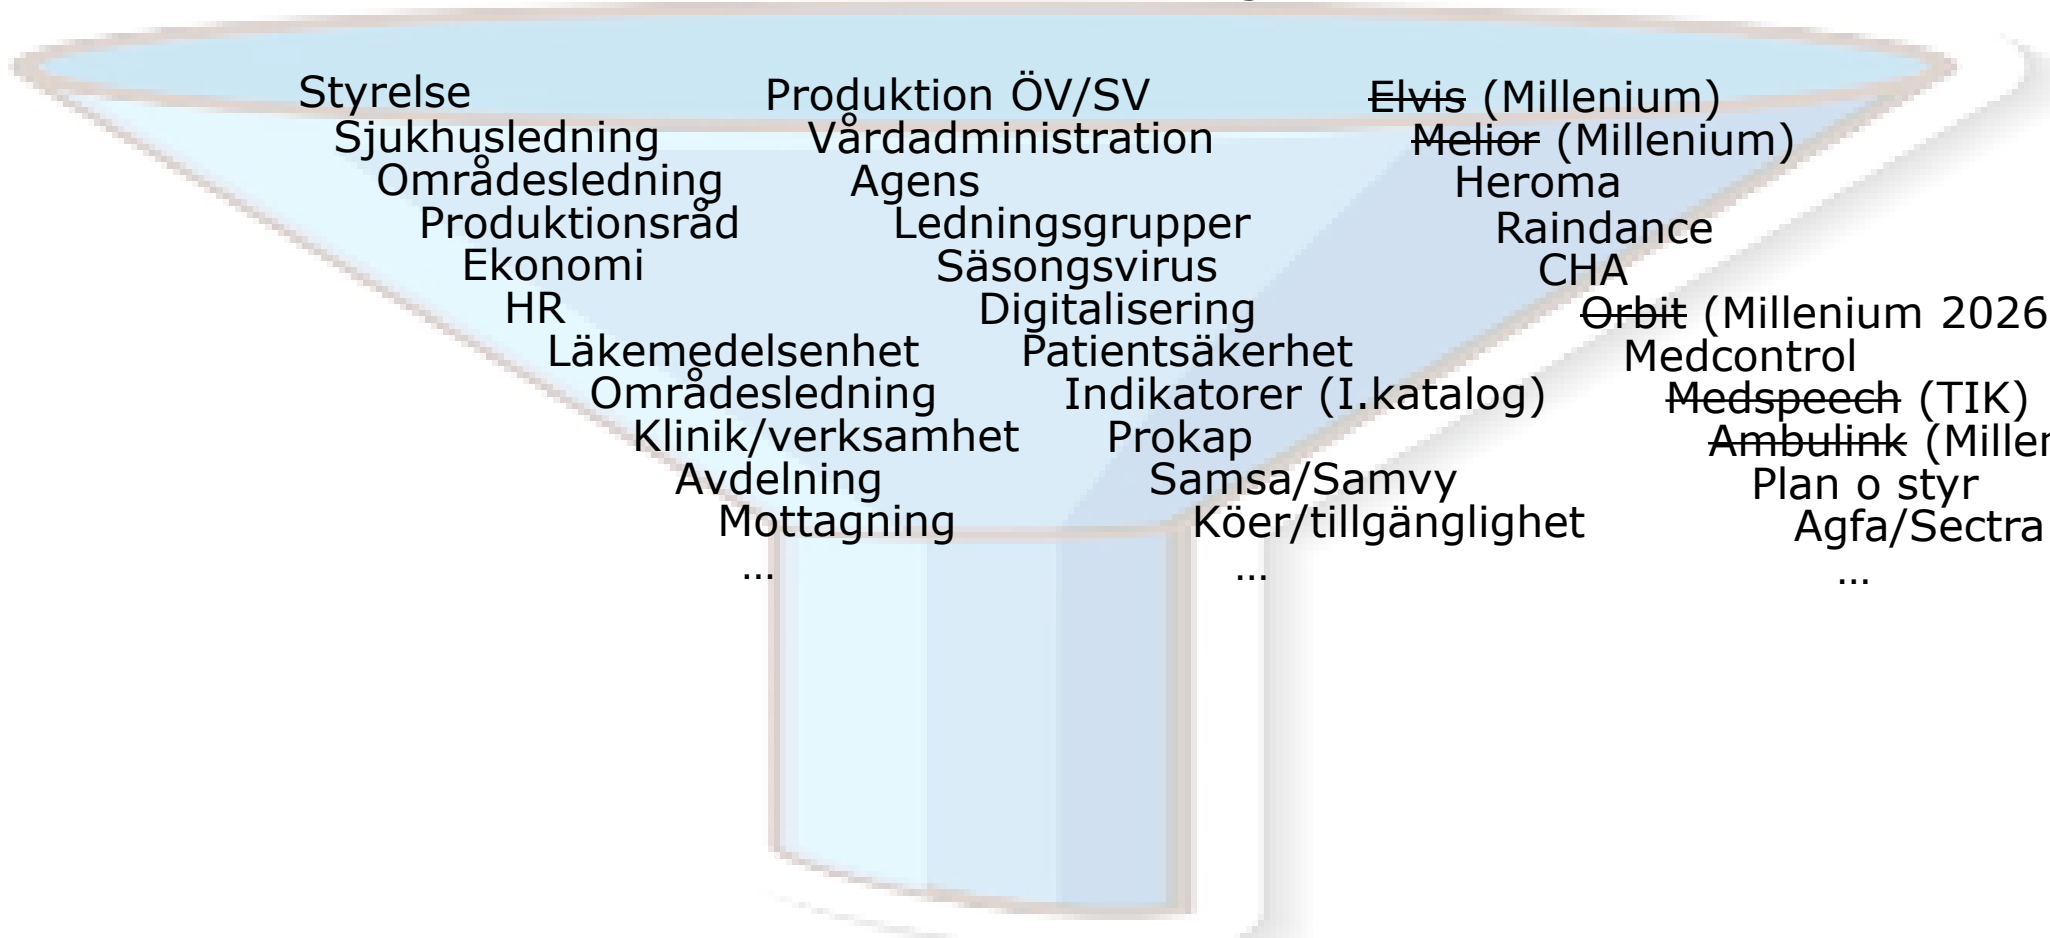 Styrelse
Sjukhusledning
Områdesledning
Produktionsråd
Ekonomi
HR
Läkemedelsenhet
Områdesledning
Klinik/verksamhet
Avdelning
Mottagning
...
Produktion ÖV/SV
Vårdadministration
Agens
Ledningsgrupper
Säsongsvirus
Digitalisering
Patientsäkerhet
Indikatorer (I.katalog)
Prokap
Samsa/Samvy
Köer/tillgänglighet
...
Elvis (Millenium)
Melior (Millenium)
Heroma
Raindance
CHA
Orbit (Millenium 2026
Medcontrol
Medspeech (TIK)
Ambulink
Plan o styr
Agfa/Sectra
...